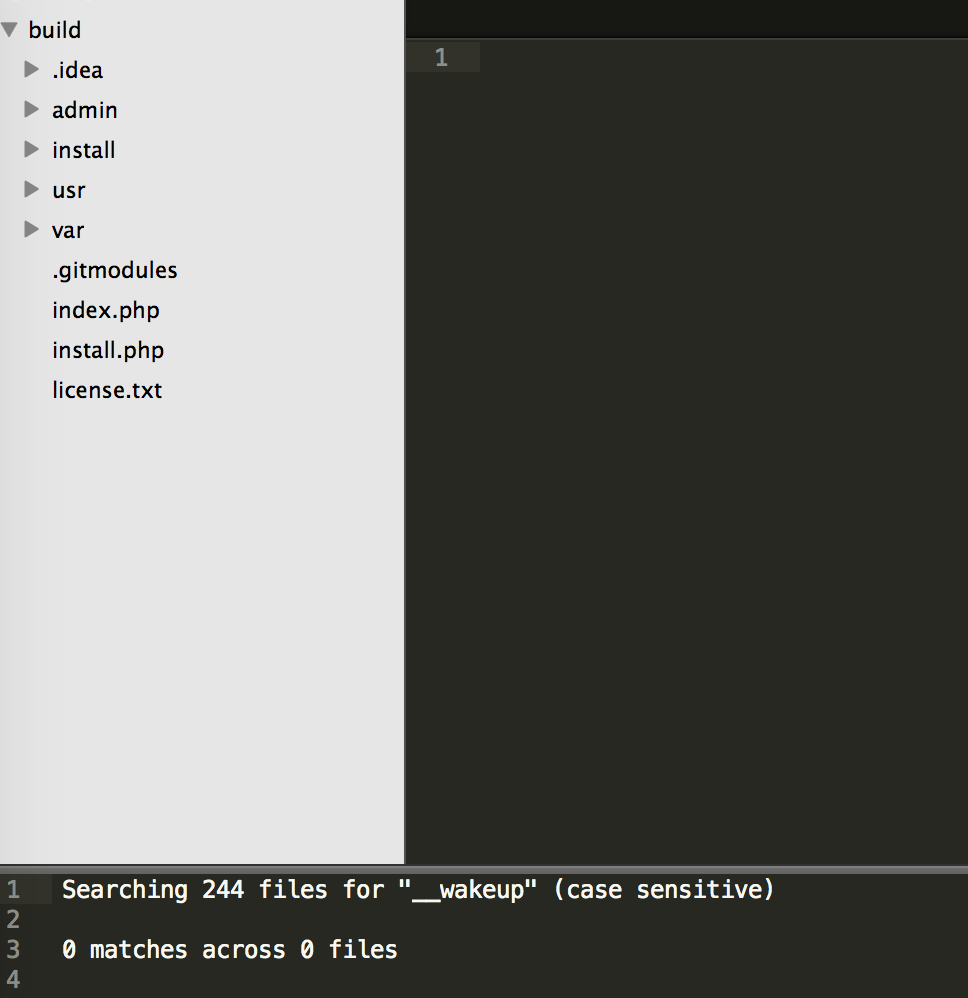 build
.idea
admin
install
usr
var
.gitmodules
index.php
install.php
license.txt
1
1 Searching 244 files for "__wakeup" (case sensitive)
2
3 0 matches across 0 files
4